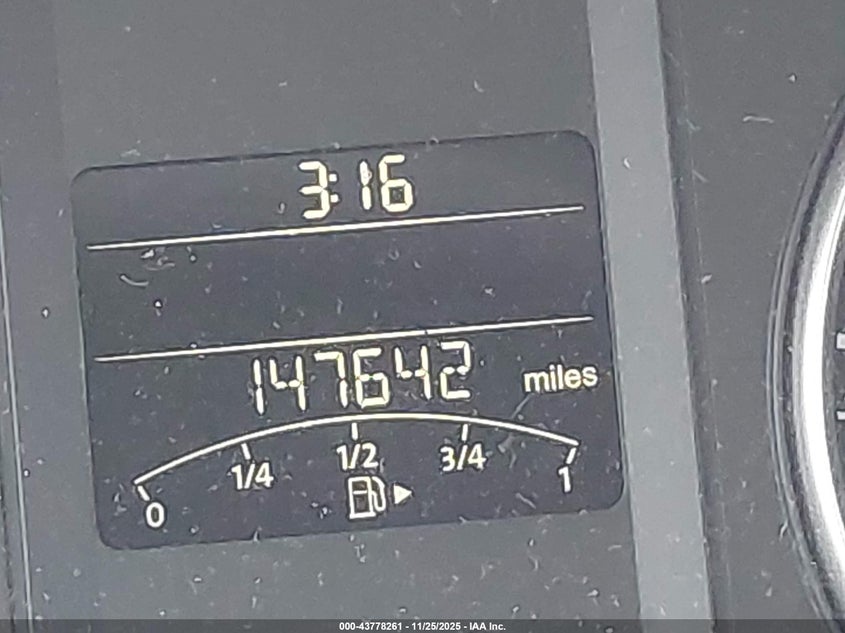 3:16
147642 miles
0 1/4 1/2 3/4 1
000-43778261 - 11/25/2025 - IAA Inc.